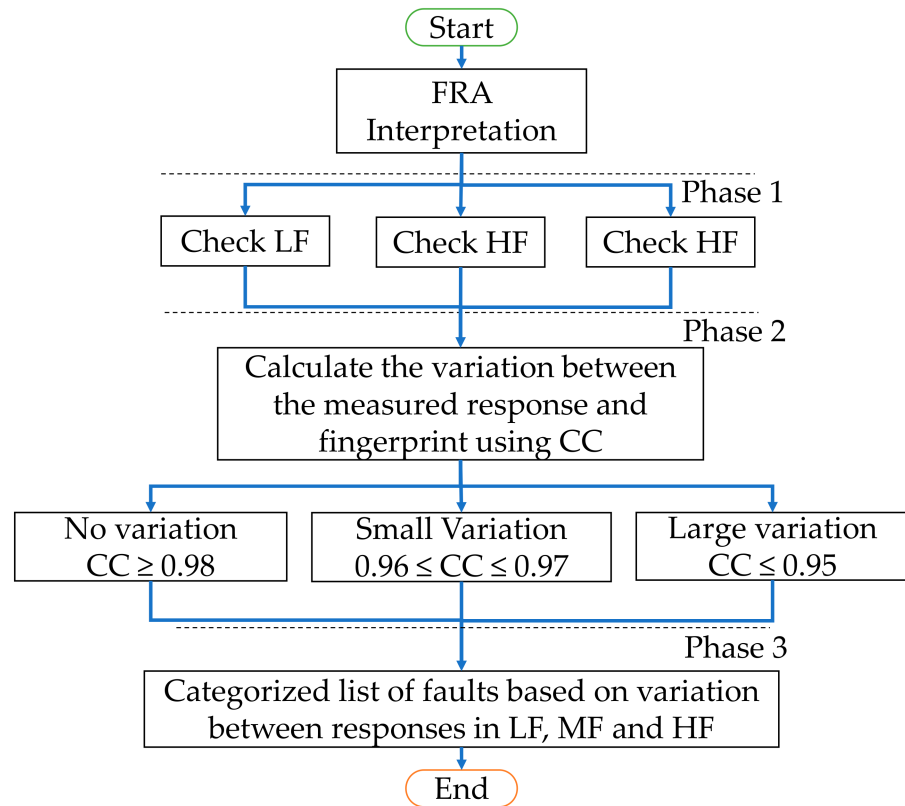 Start
FRA
Interpretation
Phase 1
Check LF
Check HF
Check HF
Phase 2
Calculate the variation between
the measured response and
fingerprint using CC
No variation
CC ≥ 0.98
Small Variation
0.96 ≤ CC ≤ 0.97
Large variation
CC ≤ 0.95
Phase 3
Categorized list of faults based on variation
between responses in LF, MF and HF
End